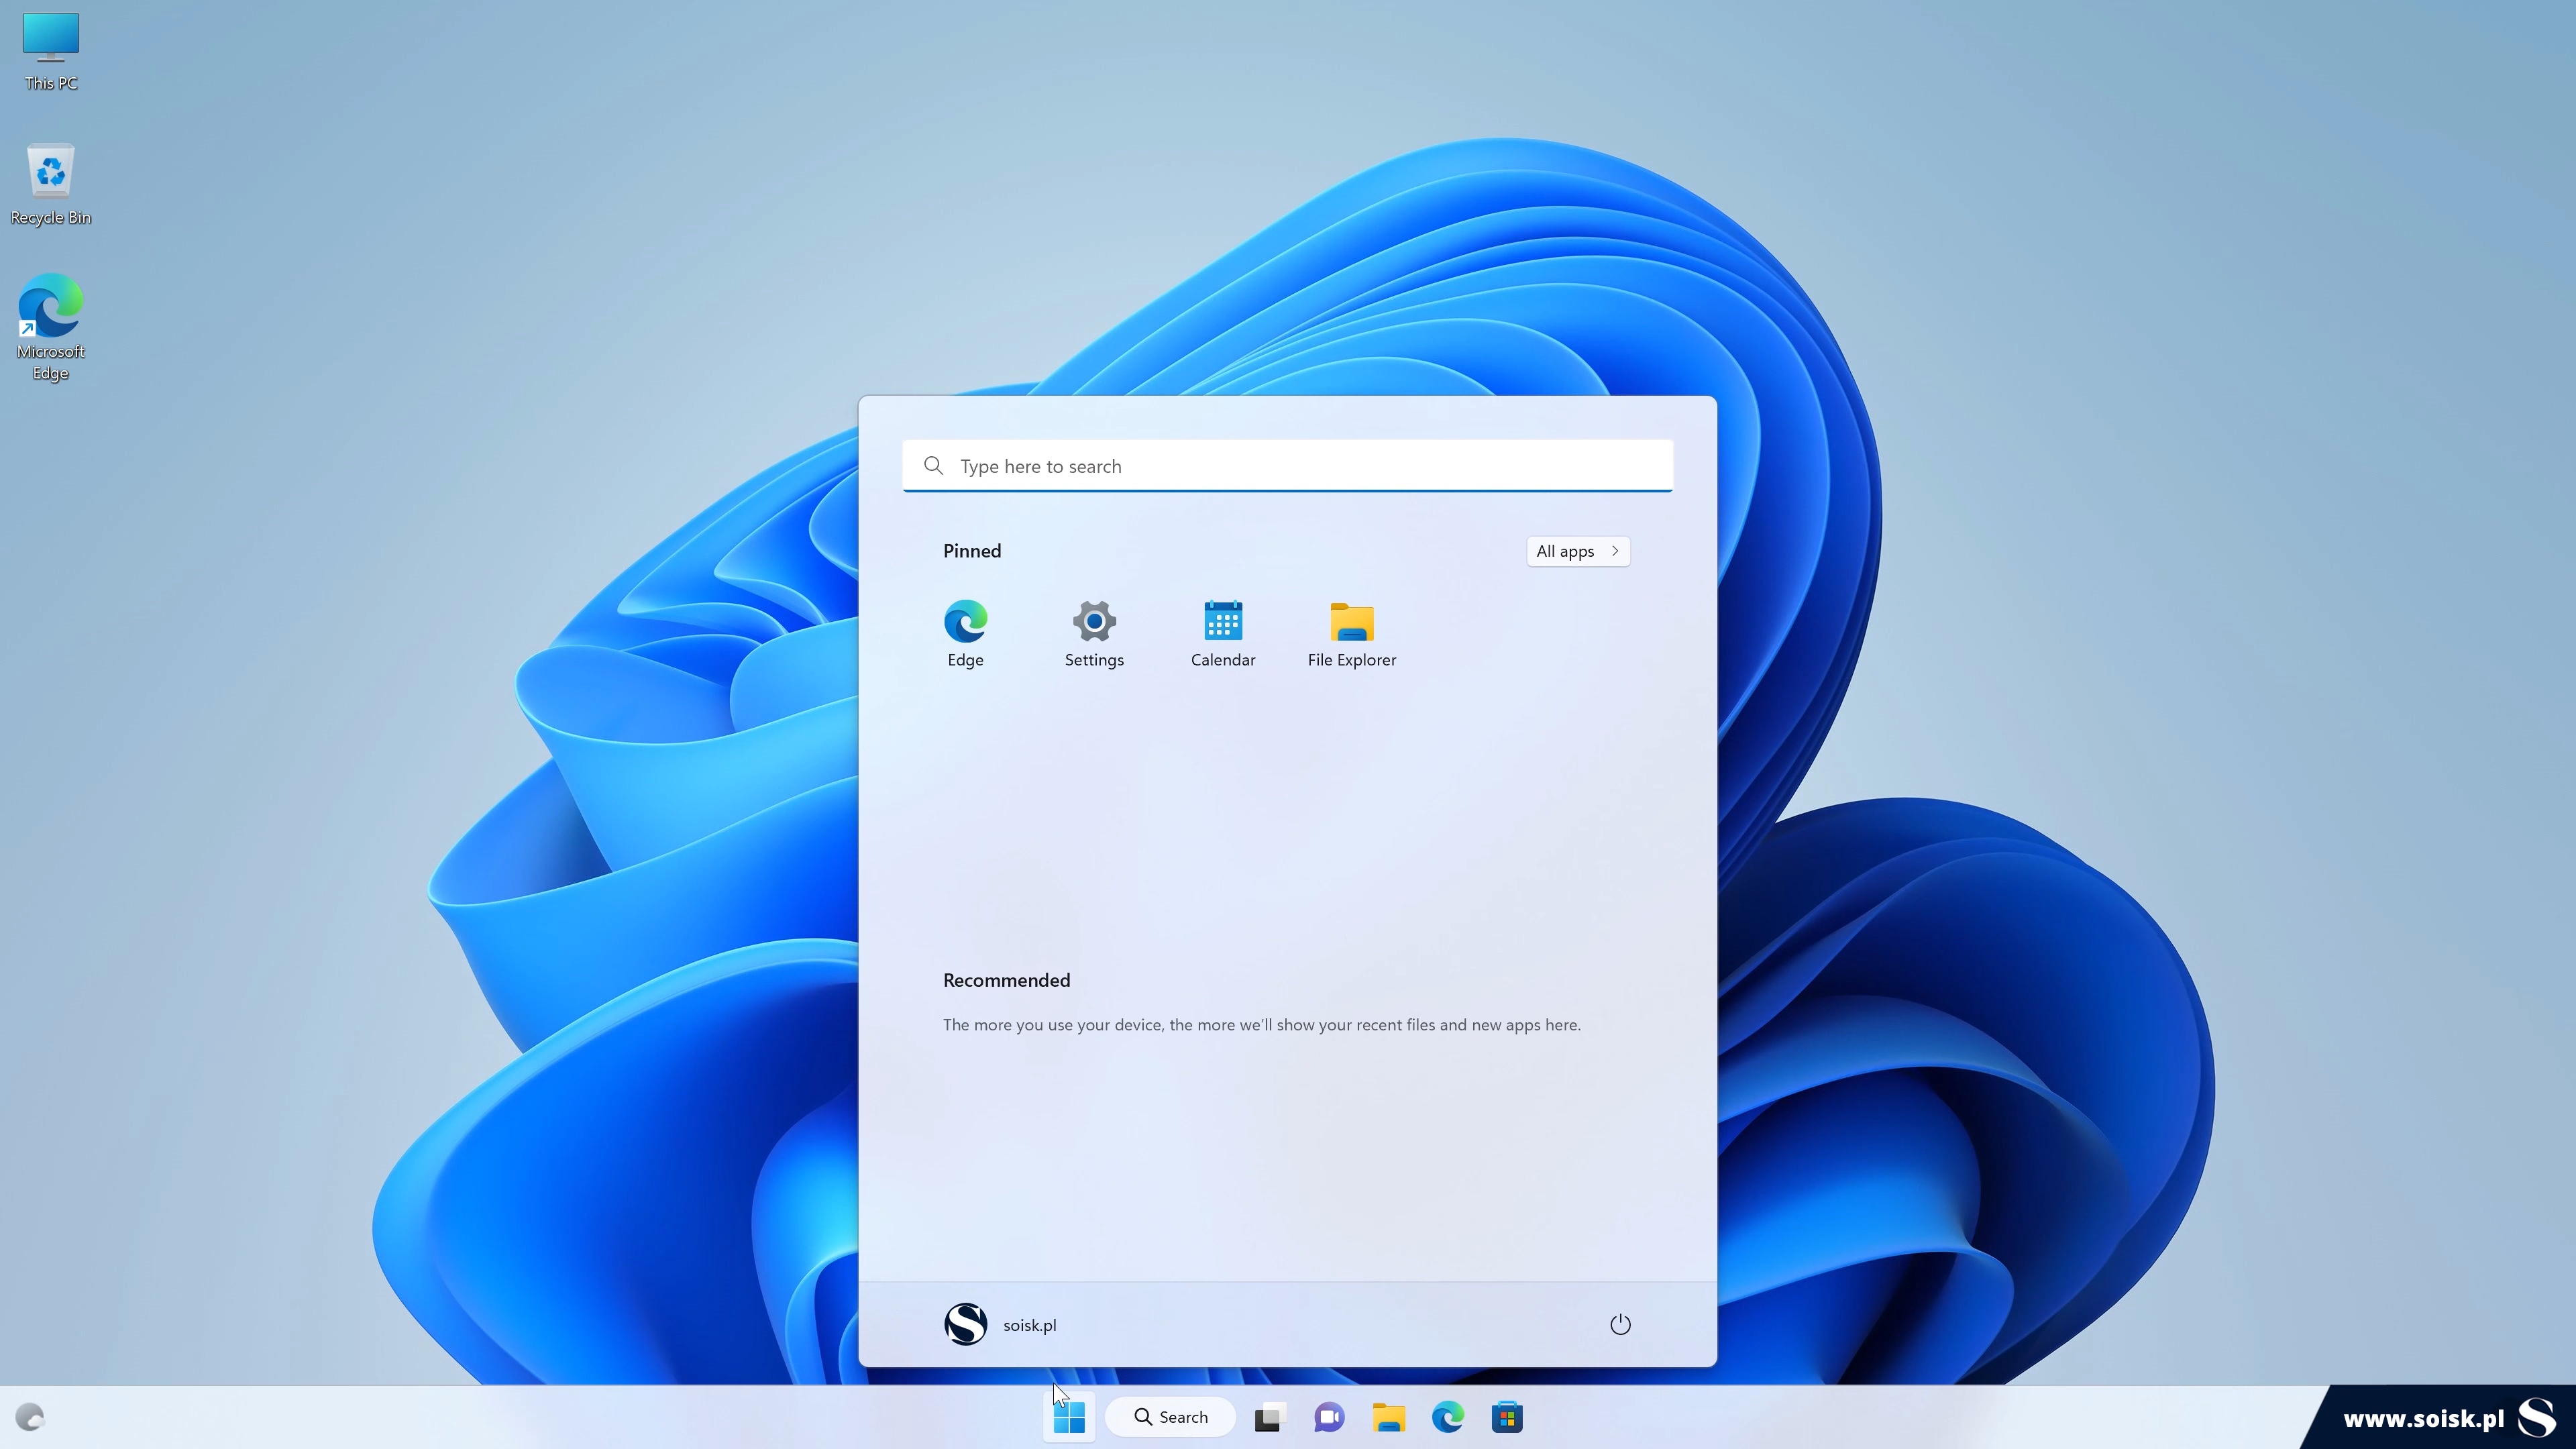 This PC
Recycle Bin
Microsoft
Edge
Type here to search
Pinned
All apps
Edge
Settings
Calendar
File Explorer
Recommended
The more you use your device, the more we'll show your recent files and new apps here.
soisk.pl
Search
www.soisk.pl